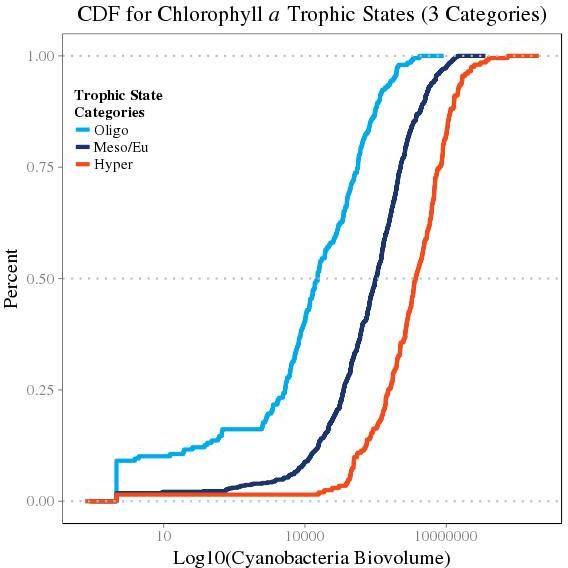 CDF for Chlorophyll a Trophic States (3 Categories)
1.00
Trophic State
Categories
Oligo
Meso/Eu
Hyper
0.75
Percent
0.50
0.25
0.00
10 10000 10000000
Log10(Cyanobacteria Biovolume)